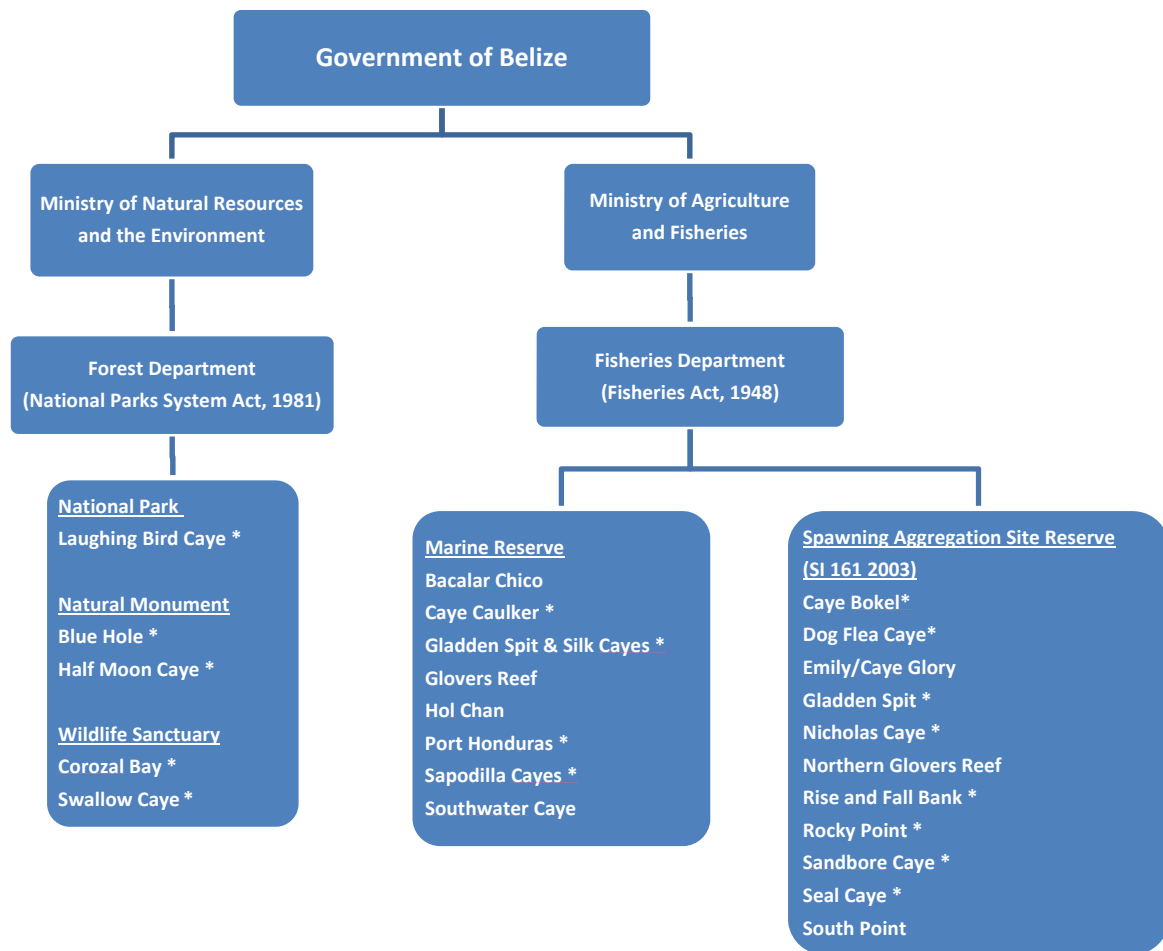 Government of Belize
Ministry of Natural Resources
and the Environment
Ministry of Agriculture
and Fisheries
Forest Department
(National Parks System Act, 1981)
Fisheries Department
(Fisheries Act, 1948)
National Park
Laughing Bird Caye *
Natural Monument
Blue Hole *
Half Moon Caye *
Wildlife Sanctuary
Corozal Bay *
Swallow Caye *
Marine Reserve
Bacalar Chico
Caye Caulker *
Gladden Spit & Silk Cayes *
Glovers Reef
Hol Chan
Port Honduras *
Sapodilla Cayes *
Southwater Caye
Spawning Aggregation Site Reserve
(SI 161 2003)
Caye Bokel*
Dog Flea Caye*
Emily/Caye Glory
Gladden Spit *
Nicholas Caye *
Northern Glovers Reef
Rise and Fall Bank *
Rocky Point *
Sandbore Caye *
Seal Caye *
South Point